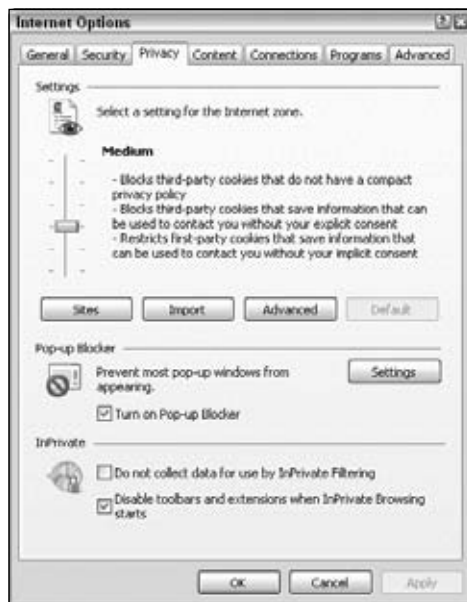 Internet Options
General Security Privacy Content Connections Programs Advanced
Settings
Select a setting for the Internet zone.
Medium
- Blocks third-party cookies that do not have a compact
privacy policy
- Blocks third-party cookies that save information that can
be used to contact you without your explicit consent
- Restricts first-party cookies that save information that
can be used to contact you without your implicit consent
Sites Import Advanced Default
Pop-up Blocker
Prevent most pop-up windows from Settings
appearing.
Turn on Pop-up Blocker
InPrivate
Do not collect data for use by InPrivate Filtering
Disable toolbars and extensions when InPrivate Browsing
starts
OK Cancel Apply